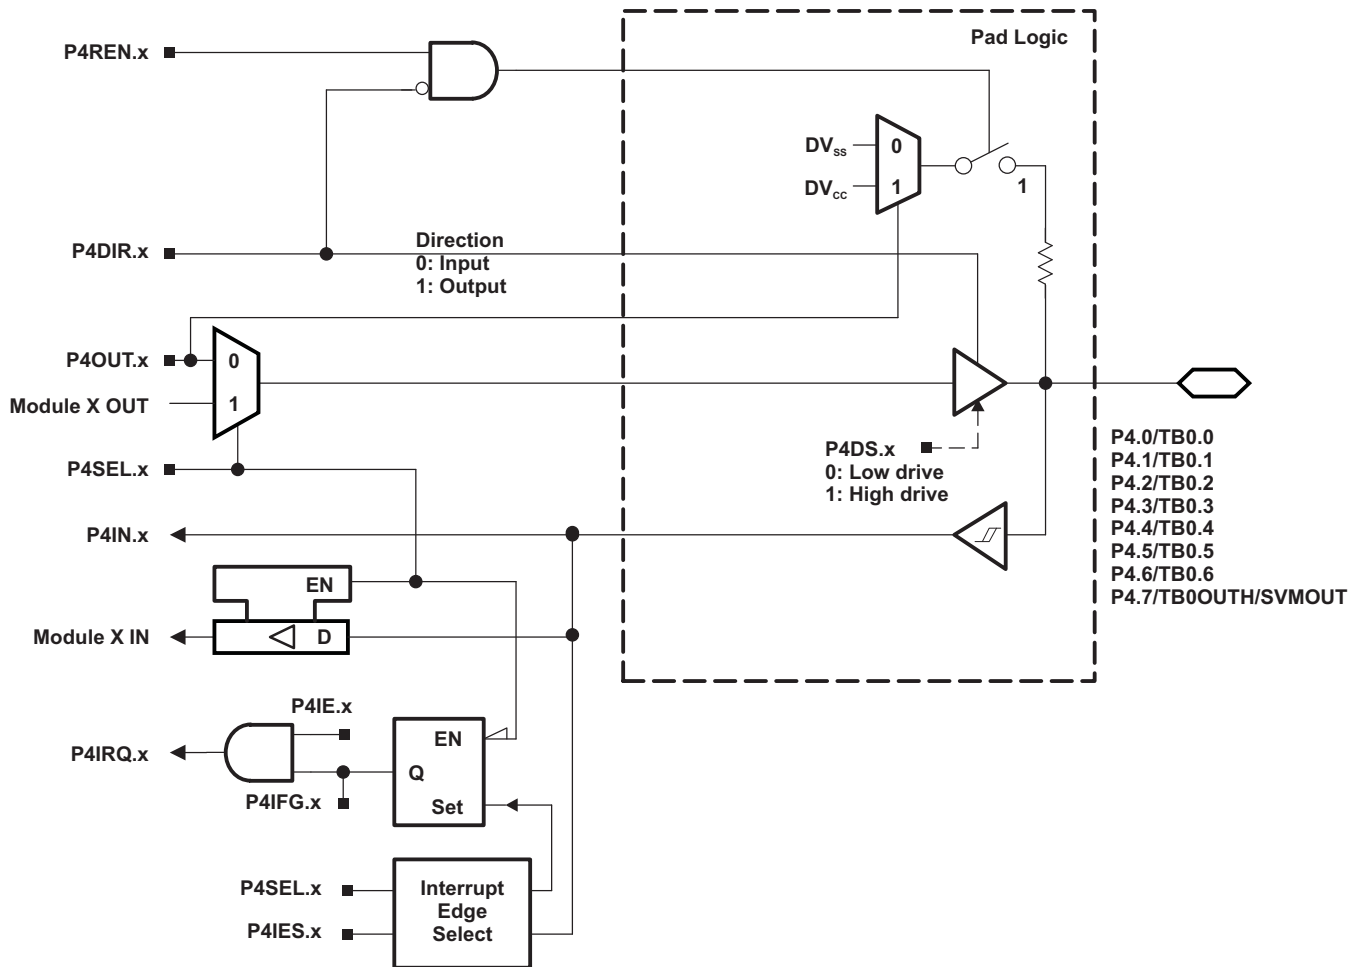 Pad Logic
P4REN.x
DVSS
0
DVCC
1
1
P4DIR.x
Direction
0: Input
1: Output
P4OUT.x
0
Module X OUT
1
P4DS.x
0: Low drive
1: High drive
P4SEL.x
P4.0/TB0.0
P4.1/TB0.1
P4.2/TB0.2
P4.3/TB0.3
P4.4/TB0.4
P4.5/TB0.5
P4.6/TB0.6
P4.7/TB0OUTH/SVMOUT
P4IN.x
EN
Module X IN
D
P4IE.x
P4IRQ.x
EN
Q
P4IFG.x
Set
P4SEL.x
P4IES.x
Interrupt
Edge
Select